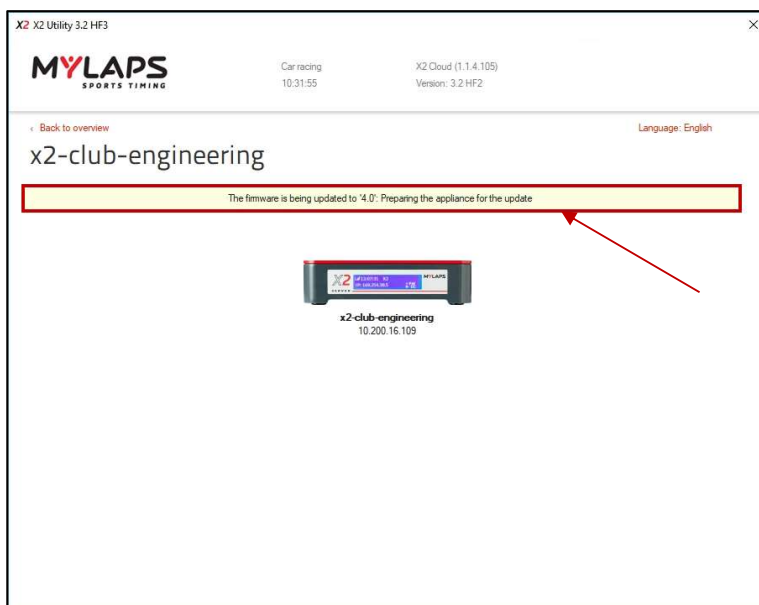 X2 X2 Utility 3.2 HF3
MYLAPS
SPORTS TIMING
Car racing
10:31:55
X2 Cloud (1.1.4.105)
Version: 3.2 HF2
‹ Back to overview
Language: English
x2-club-engineering
The firmware is being updated to '4.0': Preparing the appliance for the update
X2
SERVER
MYLAPS
x2-club-engineering
10.200.16.109